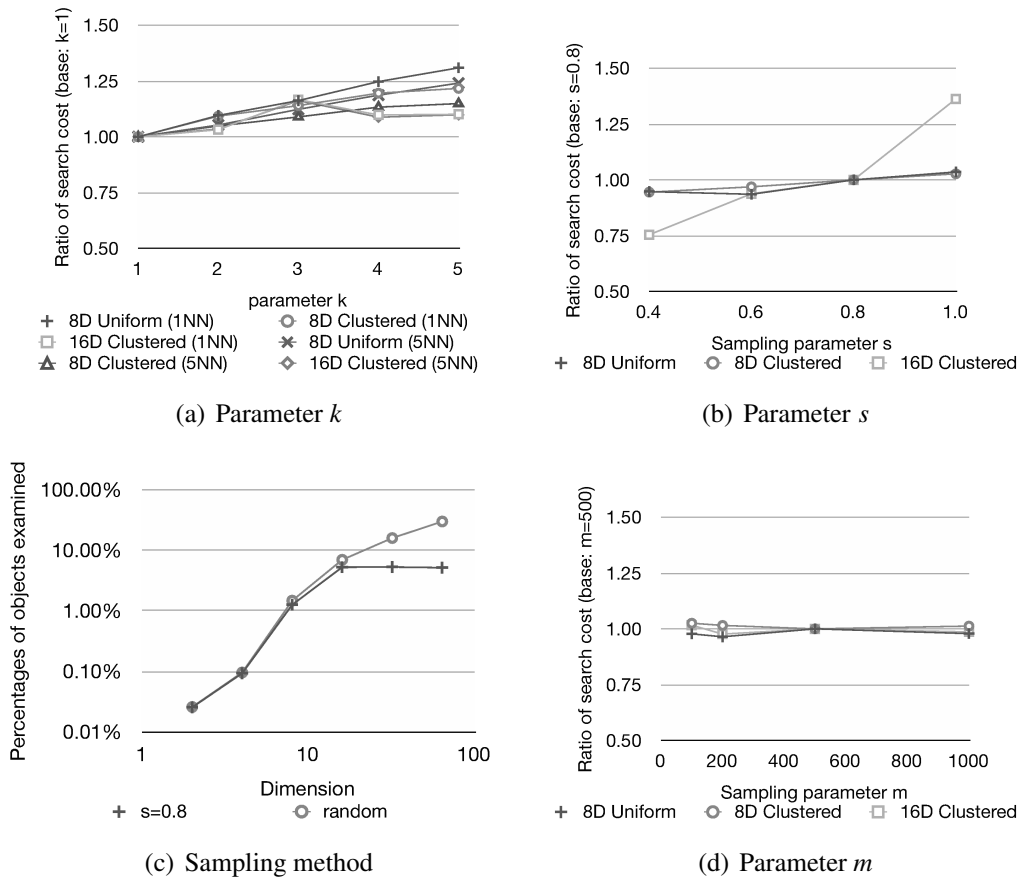 Ratio of search cost (base: k=1)
1.50
1.25
1.00
0.75
0.50
1 2 3 4 5
parameter k
8D Uniform (1NN) 8D Clustered (1NN)
16D Clustered (1NN) 8D Uniform (5NN)
8D Clustered (5NN) 16D Clustered (5NN)
(a) Parameter k
Ratio of search cost (base: s=0.8)
1.50
1.25
1.00
0.75
0.50
0.4 0.6 0.8 1.0
Sampling parameter s
8D Uniform 8D Clustered 16D Clustered
(b) Parameter s
Percentages of objects examined
100.00%
10.00%
1.00%
0.10%
0.01%
1 10 100
Dimension
s=0.8 random
(c) Sampling method
Ratio of search cost (base: m=500)
1.50
1.25
1.00
0.75
0.50
0 200 400 600 800 1000
Sampling parameter m
8D Uniform 8D Clustered 16D Clustered
(d) Parameter m